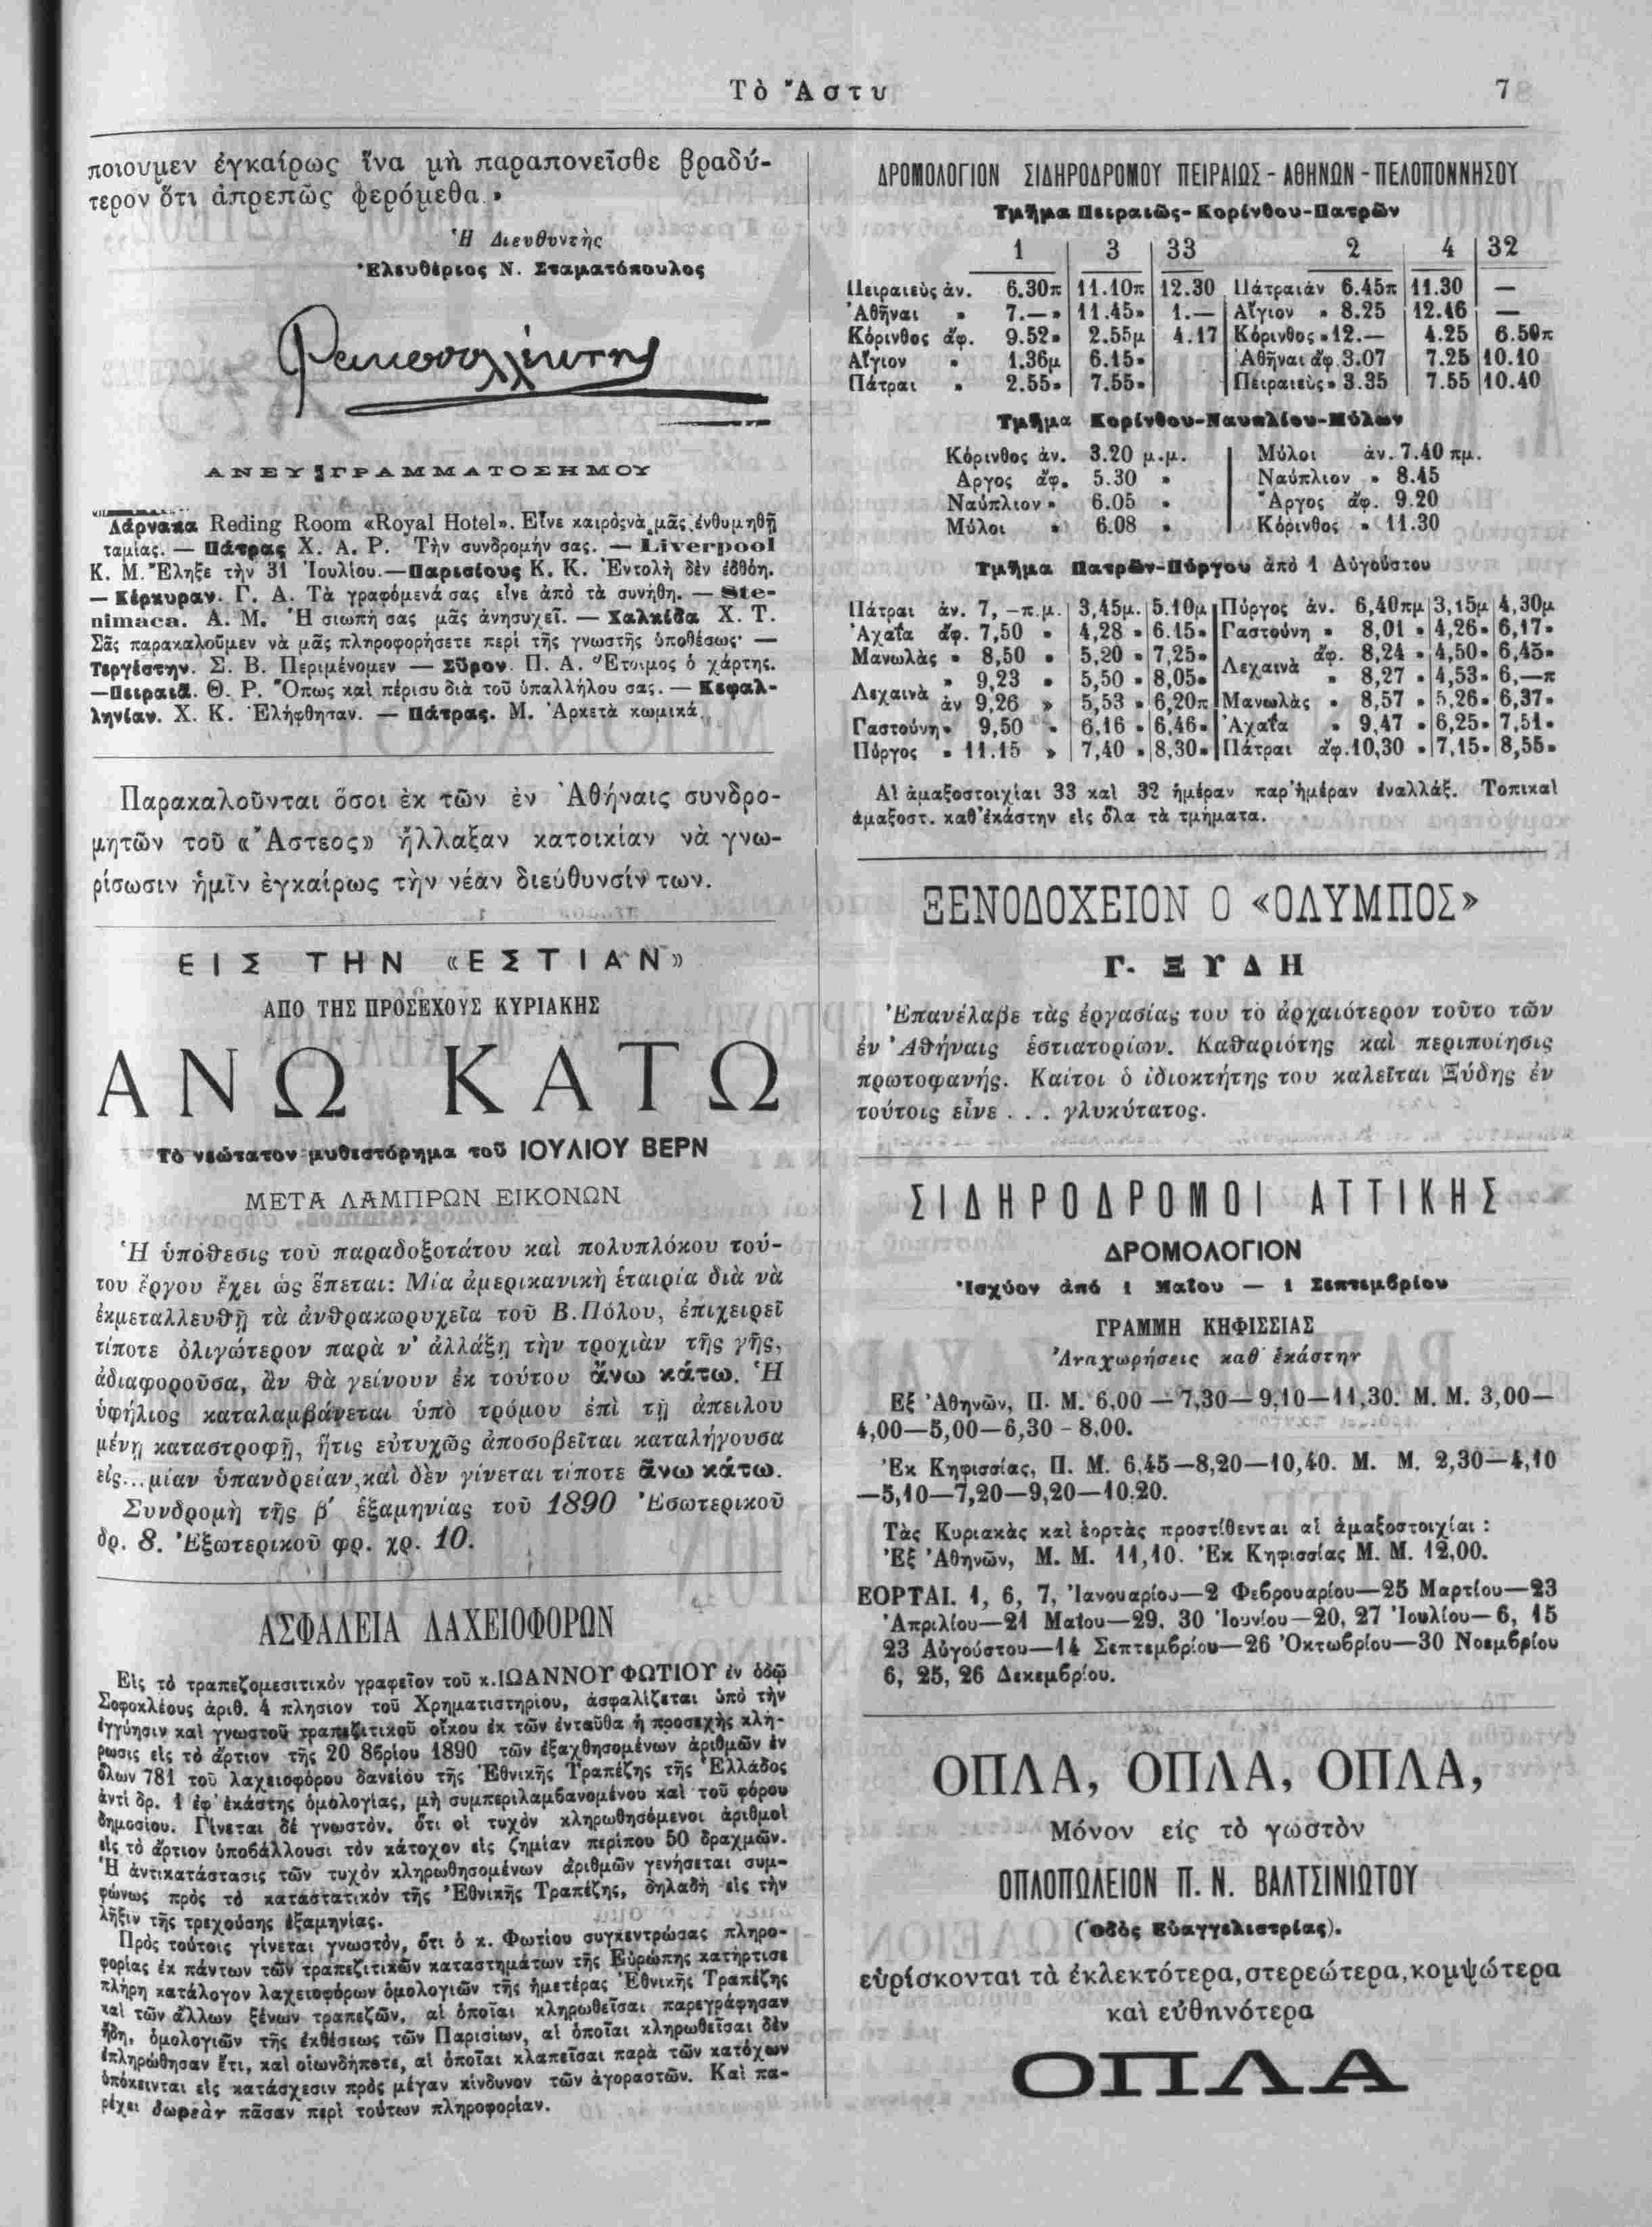 Τὸ Ἄστυ
7
ποιουμεν ἐγκαίρως ἵνα μὴ παραπονεῖσθε βραδύ-
τερον ὅτι ἀπρεπῶς φερόμεθα.»
Ἡ Διευθυντὴς
Ἐλευθέριος Ν. Σταματόπουλος
ΑΝΕΥ ΓΡΑΜΜΑΤΟΣΗΜΟΥ
Λάρνακα Reding Room «Royal Hotel». Εἶνε καιρὸς νὰ μᾶς ἐνθυμηθῇ
ταμίας. — Πάτρας Χ. Α. Ρ. Τὴν συνδρομήν σας. — Liverpool
Κ. Μ. Ἔληξε τὴν 31 Ἰουλίου.—Παρισίους Κ. Κ. Ἐντολὴ δὲν ἐδόθη.
— Κέρκυραν. Γ. Α. Τὰ γραφόμενά σας εἶνε ἀπὸ τὰ συνήθη. — Ste-
nimaca. Α. Μ. Ἡ σιωπή σας μᾶς ἀνησυχεῖ. — Χαλκίδα Χ. Τ.
Σᾶς παρακαλοῦμεν νὰ μᾶς πληροφορήσετε περὶ τῆς γνωστῆς ὑποθέσεως· —
Τεργέστην. Σ. Β. Περιμένομεν — Σῦρον. Π. Α. Ἕτοιμος ὁ χάρτης.
—Πειραιᾶ. Θ. Ρ. Ὅπως καὶ πέρισυ διὰ τοῦ ὑπαλλήλου σας. — Κεφαλ-
ληνίαν. Χ. Κ. Ἐλήφθησαν. — Πάτρας. Μ. Ἀρκετὰ κωμικά.
Παρακαλοῦνται ὅσοι ἐκ τῶν ἐν Ἀθήναις συνδρο-
μητῶν τοῦ «Ἄστεος» ἤλλαξαν κατοικίαν νὰ γνω-
ρίσωσιν ἡμῖν ἐγκαίρως τὴν νέαν διεύθυνσίν των.
ΕΙΣ ΤΗΝ «ΕΣΤΙΑΝ»
ΑΠΟ ΤΗΣ ΠΡΟΣΕΧΟΥΣ ΚΥΡΙΑΚΗΣ
ΑΝΩ ΚΑΤΩ
Τὸ νεώτατον μυθιστόρημα τοῦ ΙΟΥΛΙΟΥ ΒΕΡΝ
ΜΕΤΑ ΛΑΜΠΡΩΝ ΕΙΚΟΝΩΝ
Ἡ ὑπόθεσις τοῦ παραδοξοτάτου καὶ πολυπλόκου τού-
του ἔργου ἔχει ὡς ἕπεται: Μία ἀμερικανικὴ ἑταιρία διὰ νὰ
ἐκμεταλλευθῇ τὰ ἀνθρακωρυχεῖα τοῦ Β. Πόλου, ἐπιχειρεῖ
τίποτε ὀλιγώτερον παρὰ ν' ἀλλάξῃ τὴν τροχιὰν τῆς γῆς,
ἀδιαφοροῦσα, ἂν θὰ γείνουν ἐκ τούτου ἄνω κάτω. Ἡ
ὑφήλιος καταλαμβάνεται ὑπὸ τρόμου ἐπὶ τῇ ἀπειλου
μένῃ καταστροφῇ, ἥτις εὐτυχῶς ἀποσοβεῖται καταλήγουσα
εἰς... μίαν ὑπανδρείαν, καὶ δὲν γίνεται τίποτε ἄνω κάτω.
Συνδρομὴ τῆς β΄ ἑξαμηνίας τοῦ 1890 Ἐσωτερικοῦ
δρ. 8. Ἐξωτερικοῦ φρ. χρ. 10.
ΑΣΦΑΛΕΙΑ ΛΑΧΕΙΟΦΟΡΩΝ
Εἰς τὸ τραπεζομεσιτικὸν γραφεῖον τοῦ κ. ΙΩΑΝΝΟΥ ΦΩΤΙΟΥ ἐν ὁδῷ
Σοφοκλέους ἀριθ. 4 πλησίον τοῦ Χρηματιστηρίου, ἀσφαλίζεται ὑπὸ τὴν
ἐγγύησιν καὶ γνωστοῦ τραπεζιτικοῦ οἴκου ἐκ τῶν ἐνταῦθα ἡ προσεχὴς κλή-
ρωσις εἰς τὸ ἄρτιον τῆς 20 8βρίου 1890 τῶν ἐξαχθησομένων ἀριθμῶν ἐν
ὅλων 781 τοῦ λαχειοφόρου δανείου τῆς Ἐθνικῆς Τραπέζης τῆς Ἑλλάδος
ἀντὶ δρ. 1 ἐφ' ἑκάστης ὁμολογίας, μὴ συμπεριλαμβανομένου καὶ τοῦ φόρου
δημοσίου. Γίνεται δὲ γνωστόν, ὅτι οἱ τυχὸν κληρωθησόμενοι ἀριθμοὶ
εἰς τὸ ἄρτιον ὑποβάλλουσι τὸν κάτοχον εἰς ζημίαν περίπου 50 δραχμῶν.
Ἡ ἀντικατάστασις τῶν τυχὸν κληρωθησομένων ἀριθμῶν γενήσεται συμ-
φώνως πρὸς τὸ καταστατικὸν τῆς Ἐθνικῆς Τραπέζης, δηλαδὴ εἰς τὴν
λῆξιν τῆς τρεχούσης ἑξαμηνίας.
Πρὸς τούτοις γίνεται γνωστόν, ὅτι ὁ κ. Φωτίου συγκεντρώσας πληρο-
φορίας ἐκ πάντων τῶν τραπεζιτικῶν καταστημάτων τῆς Εὐρώπης κατήρτισε
πλήρη κατάλογον λαχειοφόρων ὁμολογιῶν τῆς ἡμετέρας Ἐθνικῆς Τραπέζης
καὶ τῶν ἄλλων ξένων τραπεζῶν, αἱ ὁποῖαι κληρωθεῖσαι παρεγράφησαν
ἤδη, ὁμολογιῶν τῆς ἐκθέσεως τῶν Παρισίων, αἱ ὁποῖαι κληρωθεῖσαι δὲν
ἐπληρώθησαν ἔτι, καὶ οἱωνδήποτε, αἱ ὁποῖαι κλαπεῖσαι παρὰ τῶν κατόχων
ὑπόκεινται εἰς κατάσχεσιν πρὸς μέγαν κίνδυνον τῶν ἀγοραστῶν. Καὶ πα-
ρέχει δωρεὰν πᾶσαν περὶ τούτων πληροφορίαν.
ΔΡΟΜΟΛΟΓΙΟΝ ΣΙΔΗΡΟΔΡΟΜΟΥ ΠΕΙΡΑΙΩΣ - ΑΘΗΝΩΝ - ΠΕΛΟΠΟΝΝΗΣΟΥ
Τμῆμα Πειραιῶς-Κορίνθου-Πατρῶν
1 3 33 2 4 32
Πειραιεὺς ἀν. 6.30π 11.10π 12.30 Πάτραι ἀν 6.45π 11.30 —
Ἀθῆναι » 7.—» 11.45» 1.— Αἴγιον » 8.25 12.46 —
Κόρινθος ἀφ. 9.52» 2.55μ 4.17 Κόρινθος » 12.— 4.25 6.50π
Αἴγιον » 1.36μ 6.15» Ἀθῆναι ἀφ. 3.07 7.25 10.10
Πάτραι » 2.55» 7.55» Πειραιεὺς » 3.35 7.55 10.40
Τμῆμα Κορίνθου-Ναυπλίου-Μύλων
Κόρινθος ἀν. 3.20 μ.μ. Μύλοι ἀν. 7.40 πμ.
Αργος ἀφ. 5.30 » Ναύπλιον » 8.45
Ναύπλιον » 6.05 » Ἄργος ἀφ. 9.20
Μύλοι » 6.08 » Κόρινθος » 11.30
Τμῆμα Πατρῶν-Πύργου ἀπὸ 1 Αὐγούστου
Πάτραι ἀν. 7, –π.μ. 3,45μ. 5.10μ Πύργος ἀν. 6,40πμ 3,15μ 4,30μ
Ἀχαΐα ἀφ. 7,50 » 4,28 » 6.15» Γαστούνη » 8,01 » 4,26» 6,17»
Μανωλὰς » 8,50 » 5,20 » 7,25» Λεχαινὰ ἀφ. 8,24 » 4,50» 6,45»
Λεχαινὰ » 9,23 » 5,50 » 8,05» » 8,27 » 4,53» 6,—π
ἀν 9,26 » 5,53 » 6,20π Μανωλὰς » 8,57 » 5,26» 6,37»
Γαστούνη» 9,50 » 6,16 » 6,46» Ἀχαΐα » 9,47 » 6,25» 7,51»
Πύργος » 11.15 » 7,40 » 8,30» Πάτραι ἀφ. 10,30 » 7,15» 8,55»
Αἱ ἁμαξοστοιχίαι 33 καὶ 32 ἡμέραν παρ' ἡμέραν ἐναλλάξ. Τοπικαὶ
ἁμαξοστ. καθ' ἑκάστην εἰς ὅλα τὰ τμήματα.
ΞΕΝΟΔΟΧΕΙΟΝ Ο «ΟΛΥΜΠΟΣ»
Γ. ΞΥΔΗ
Ἐπανέλαβε τὰς ἐργασίας του τὸ ἀρχαιότερον τοῦτο τῶν
ἐν Ἀθήναις ἑστιατορίων. Καθαριότης καὶ περιποίησις
πρωτοφανής. Καίτοι ὁ ἰδιοκτήτης του καλεῖται Ξύδης ἐν
τούτοις εἶνε . . . γλυκύτατος.
ΣΙΔΗΡΟΔΡΟΜΟΙ ΑΤΤΙΚΗΣ
ΔΡΟΜΟΛΟΓΙΟΝ
Ἰσχῦον ἀπό 1 Μαΐου — 1 Σεπτεμβρίου
ΓΡΑΜΜΗ ΚΗΦΙΣΣΙΑΣ
Ἀναχωρήσεις καθ' ἑκάστην
Εξ Ἀθηνῶν, Π. Μ. 6,00—7,30—9,10—11,30. Μ. Μ. 3,00—
4,00—5,00—6,30 - 8,00.
Ἐκ Κηφισσίας, Π. Μ. 6,45—8,20—10,40. Μ. Μ. 2,30—4,10
—5,10—7,20—9,20—10.20.
Τὰς Κυριακὰς καὶ ἑορτὰς προστίθενται αἱ ἁμαξοστοιχίαι :
Ἐξ Ἀθηνῶν, Μ. Μ. 11,10. Ἐκ Κηφισσίας Μ. Μ. 12,00.
ΕΟΡΤΑΙ. 1, 6, 7, Ἰανουαρίου—2 Φεβρουαρίου—25 Μαρτίου—23
Ἀπριλίου—21 Μαΐου—29, 30 Ἰουνίου—20, 27 Ἰουλίου—6, 15
23 Αὐγούστου—14 Σεπτεμβρίου—26 Ὀκτωβρίου—30 Νοεμβρίου
6, 25, 26 Δεκεμβρίου.
ΟΠΛΑ, ΟΠΛΑ, ΟΠΛΑ,
Μόνον εἰς τὸ γωστὸν
ΟΠΛΟΠΩΛΕΙΟΝ Π. Ν. ΒΑΛΤΣΙΝΙΩΤΟΥ
(Ὁδὸς Εὐαγγελιστρίας).
εὑρίσκονται τὰ ἐκλεκτότερα, στερεώτερα, κομψώτερα
καὶ εὐθηνότερα
ΟΠΛΑ